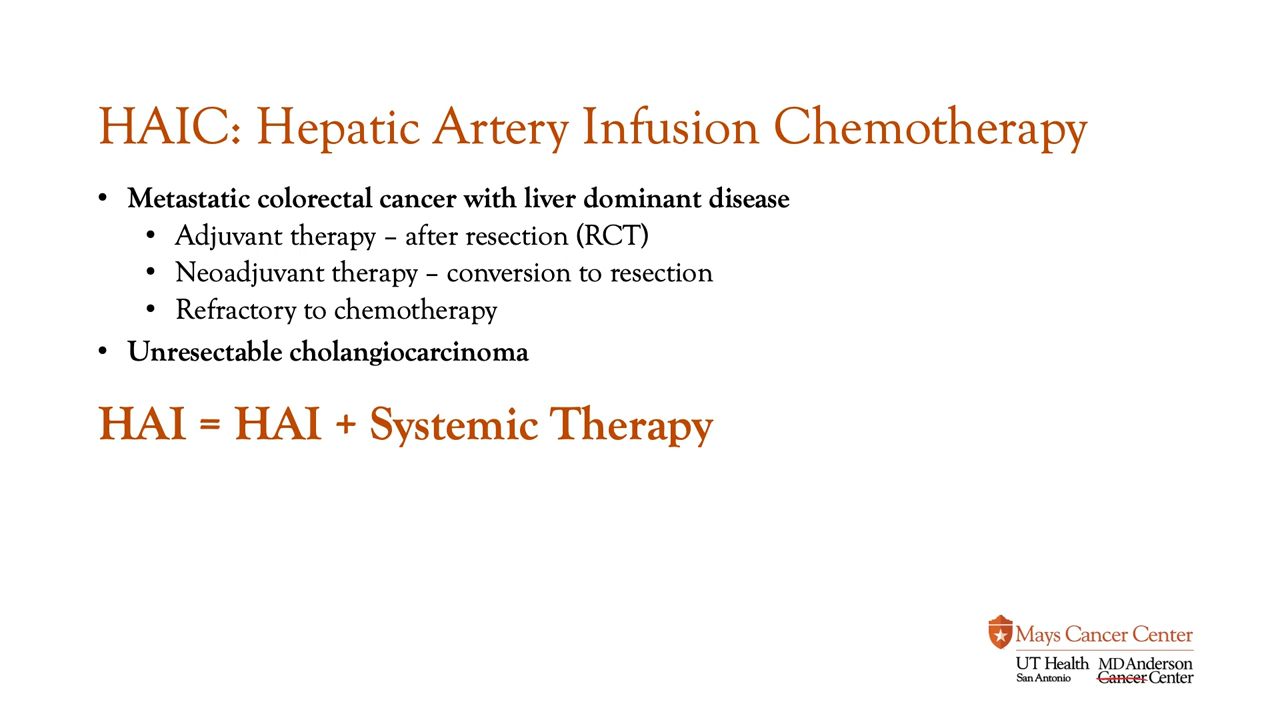 HAIC: Hepatic Artery Infusion Chemotherapy
• Metastatic colorectal cancer with liver dominant disease
• Adjuvant therapy – after resection (RCT)
• Neoadjuvant therapy – conversion to resection
• Refractory to chemotherapy
• Unresectable cholangiocarcinoma
HAI = HAI + Systemic Therapy
Mays Cancer Center
UT Health San Antonio
MD Anderson Cancer Center